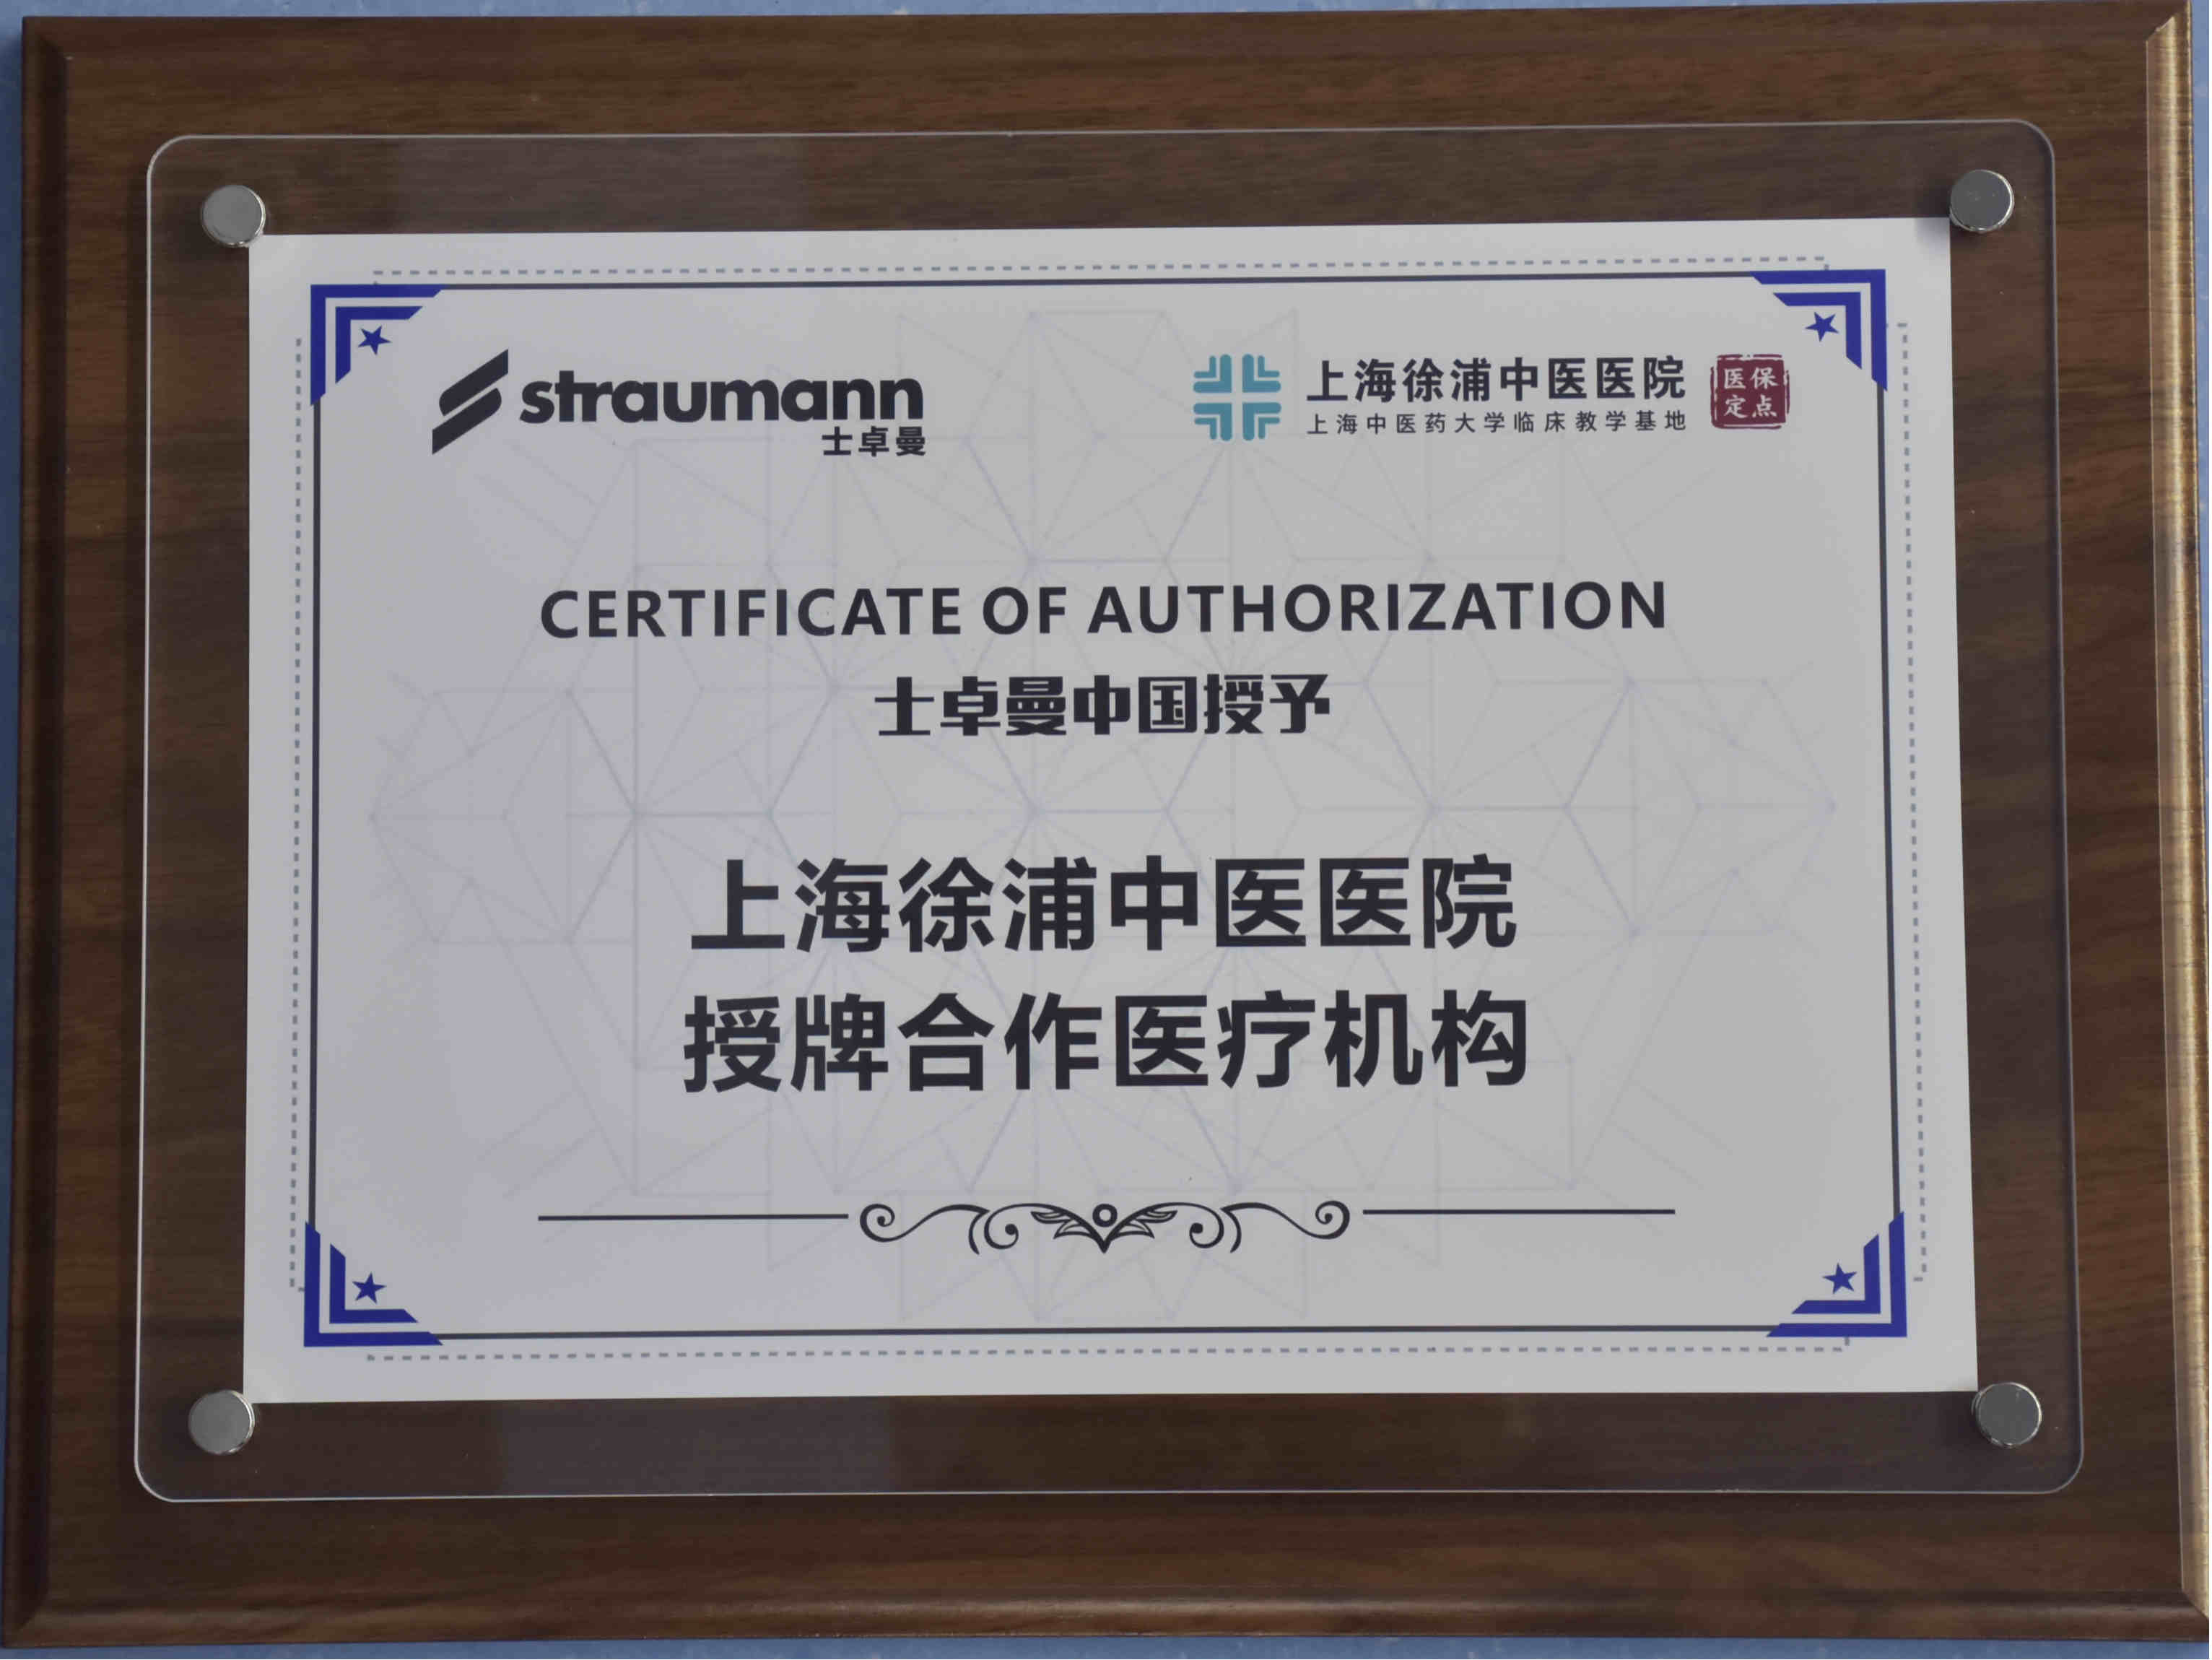 straumann
士卓曼
上海徐浦中医医院
上海中医药大学临床教学基地
医保
定点
CERTIFICATE OF AUTHORIZATION
士卓曼中国授予
上海徐浦中医医院
授牌合作医疗机构